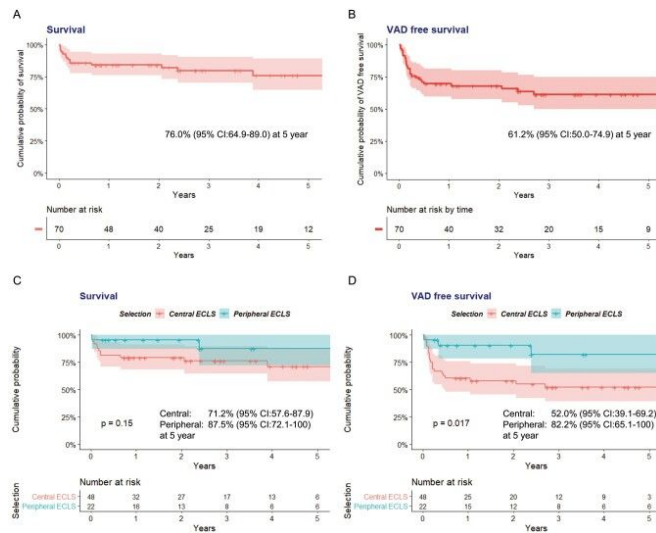 A
Survival
Cumulative probability of survival
100%
75%
50%
25%
0%
76.0% (95% CI:64.9-89.0) at 5 year
0 1 2 3 4 5
Years
Number at risk
70 48 40 25 19 12
0 1 2 3 4 5
Years
B
VAD free survival
Cumulative probability of VAD free survival
100%
75%
50%
25%
0%
61.2% (95% CI:50.0-74.9) at 5 year
0 1 2 3 4 5
Years
Number at risk by time
70 40 32 20 15 9
0 1 2 3 4 5
Years
C
Survival
Selection Central ECLS Peripheral ECLS
Cumulative probability
100%
75%
50%
25%
0%
p = 0.15
Central: 71.2% (95% CI:57.6-87.9)
Peripheral: 87.5% (95% CI:72.1-100)
at 5 year
0 1 2 3 4 5
Years
Number at risk
Selection
Central ECLS 48 32 27 17 13 6
Peripheral ECLS 22 16 13 8 6 6
0 1 2 3 4 5
Years
D
VAD free survival
Selection Central ECLS Peripheral ECLS
Cumulative probability
100%
75%
50%
25%
0%
p = 0.017
Central: 52.0% (95% CI:39.1-69.2)
Peripheral: 82.2% (95% CI:65.1-100)
at 5 year
0 1 2 3 4 5
Years
Number at risk
Selection
Central ECLS 48 25 20 12 9 3
Peripheral ECLS 22 15 12 8 6 6
0 1 2 3 4 5
Years